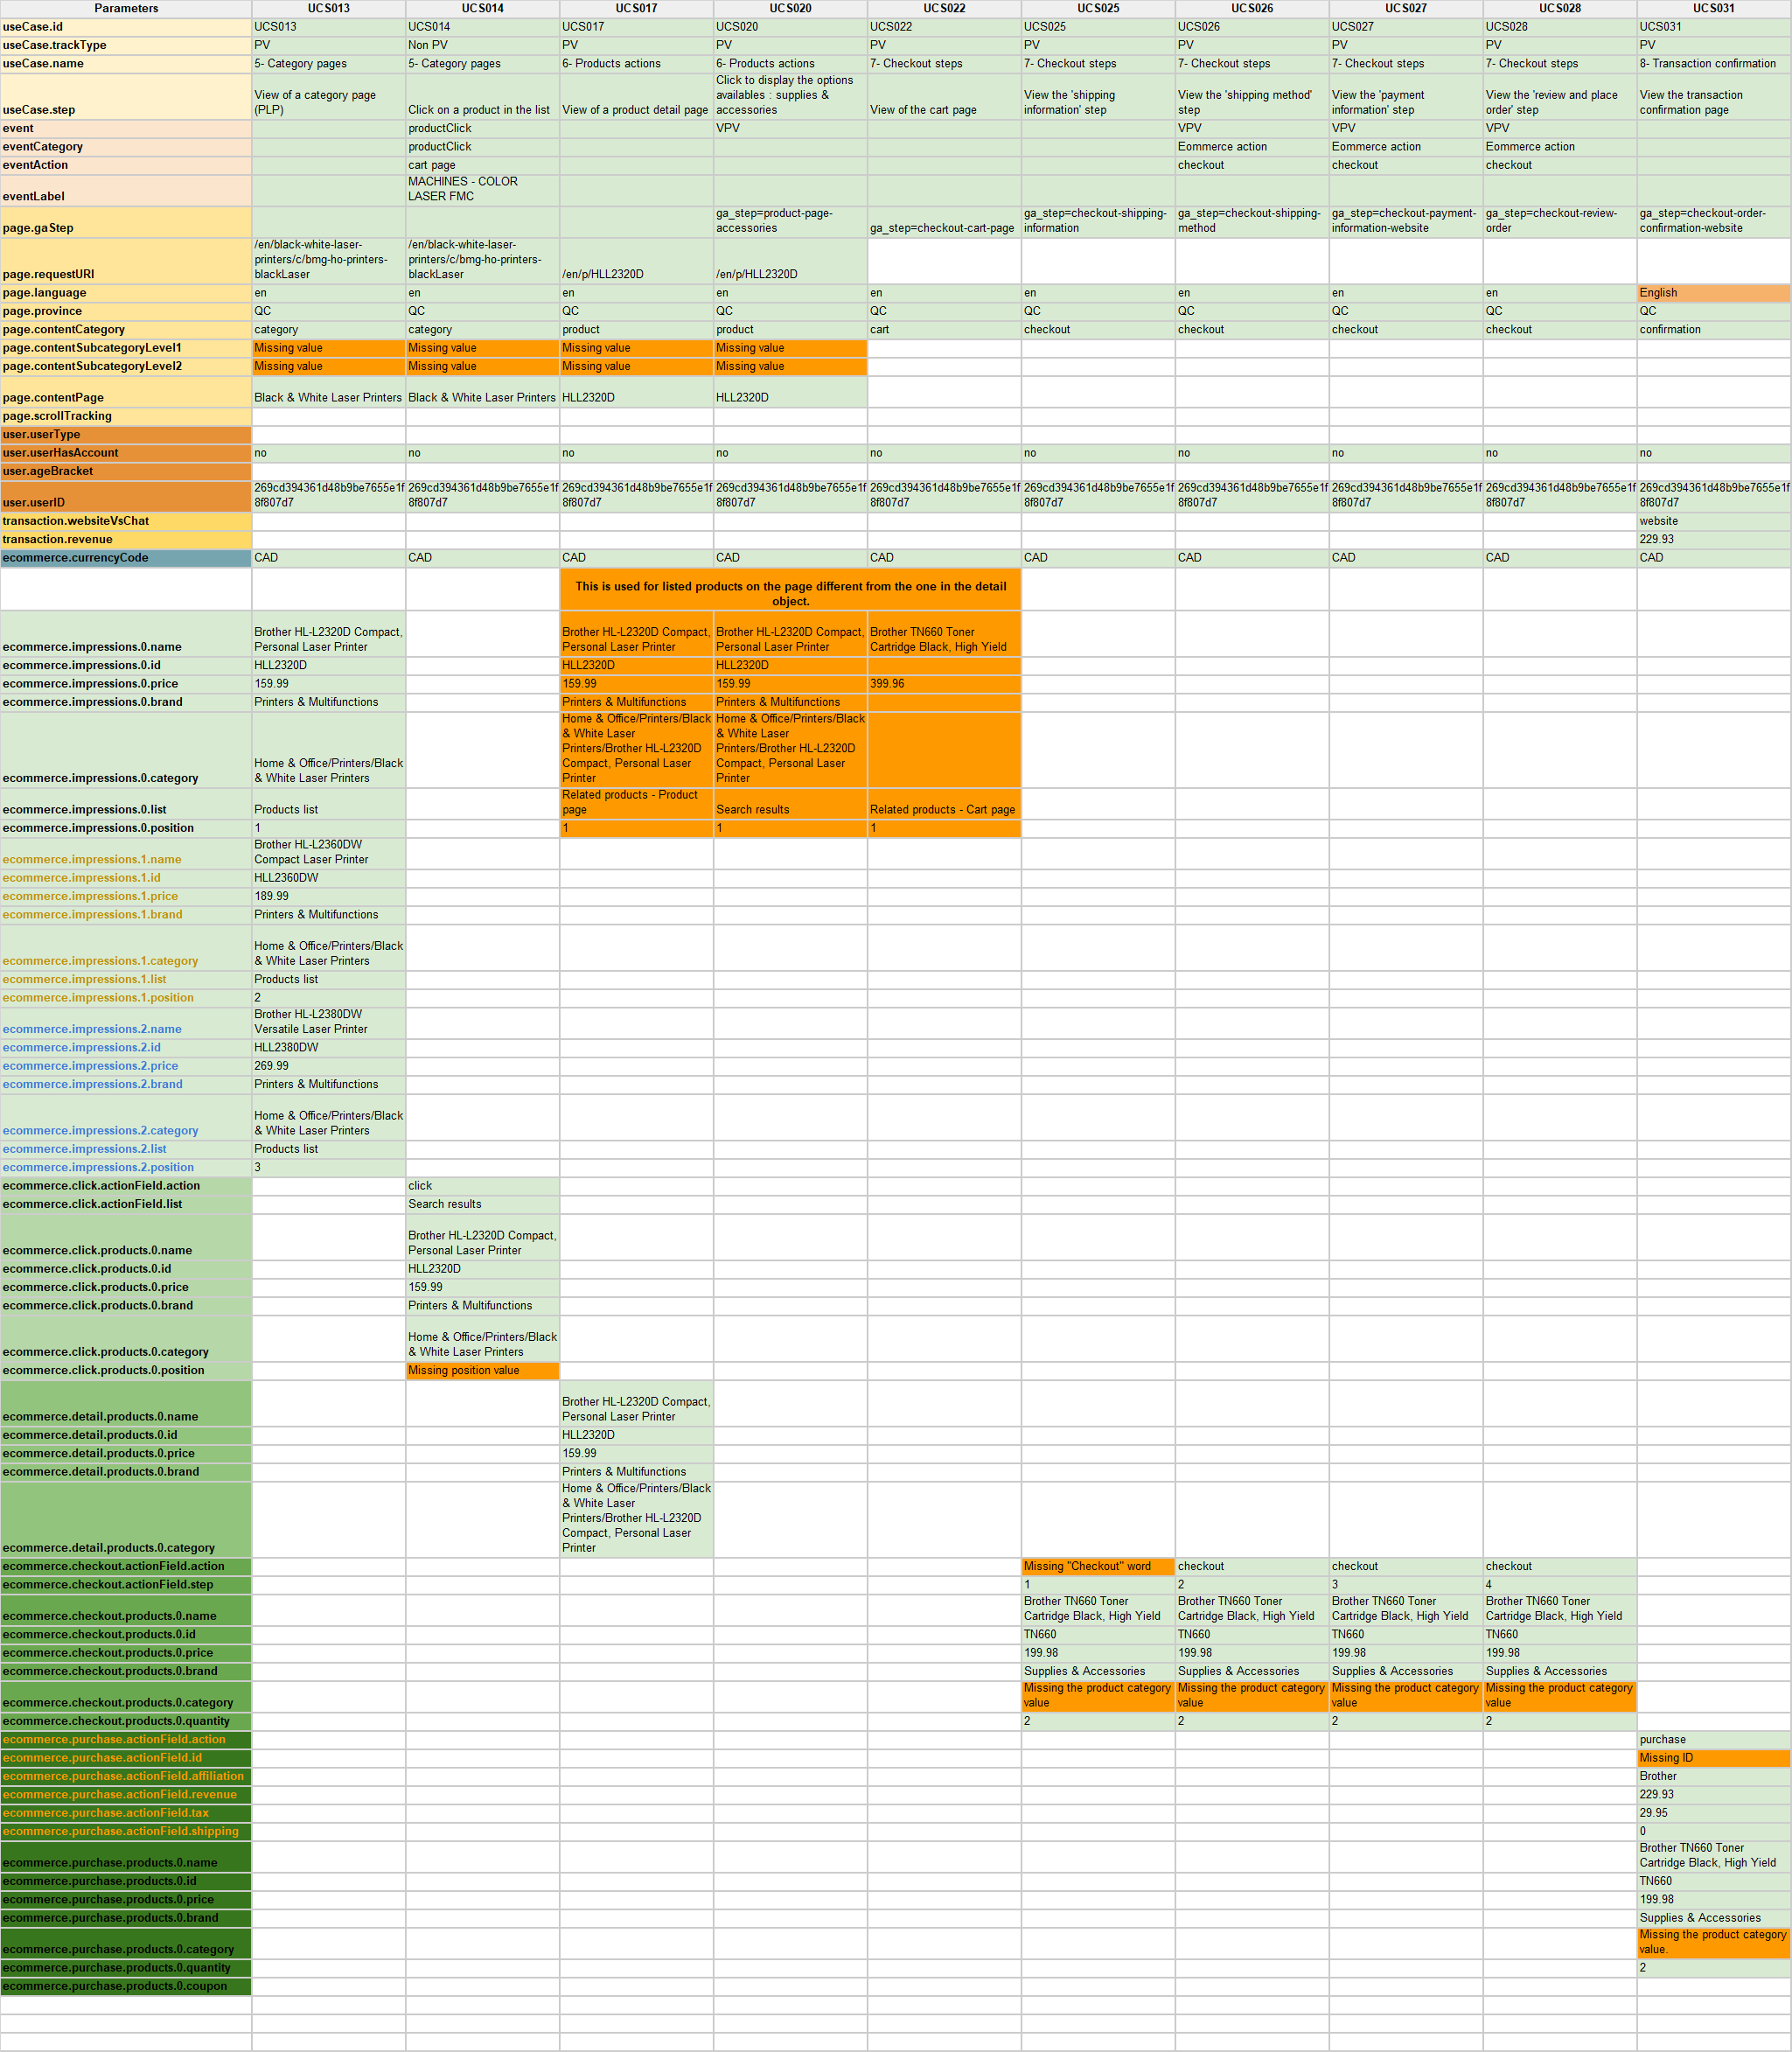 Parameters UCS013 UCS014 UCS017 UCS020 UCS022 UCS025 UCS026 UCS027 UCS028 UCS031
useCase.id UCS013 UCS014 UCS017 UCS020 UCS022 UCS025 UCS026 UCS027 UCS028 UCS031
useCase.trackType PV Non PV PV PV PV PV PV PV PV PV
useCase.name 5- Category pages 5- Category pages 6- Products actions 6- Products actions 7- Checkout steps 7- Checkout steps 7- Checkout steps 7- Checkout steps 7- Checkout steps 8- Transaction confirmation
Click to display the options
View of a category page availables : supplies & View the 'shipping View the 'shipping method' View the 'payment View the 'review and place View the transaction
useCase.step (PLP) Click on a product in the list View of a product detail page accessories View of the cart page information' step step information' step order' step confirmation page
event productClick VPV VPV VPV VPV
eventCategory productClick Eommerce action Eommerce action Eommerce action
eventAction cart page checkout checkout checkout
MACHINES - COLOR
eventLabel LASER FMC
ga_step=product-page- ga_step=checkout-shipping- ga_step=checkout-shipping- ga_step=checkout-payment- ga_step=checkout-review- ga_step=checkout-order-
page.gaStep accessories ga_step=checkout-cart-page information method information-website order confirmation-website
/en/black-white-laser- /en/black-white-laser-
printers/c/bmg-ho-printers- printers/c/bmg-ho-printers-
page.requestURI blackLaser blackLaser /en/p/HLL2320D /en/p/HLL2320D
page.language en en en en en en en en en English
page.province QC QC QC QC QC QC QC QC QC QC
page.contentCategory category category product product cart checkout checkout checkout checkout confirmation
page.contentSubcategoryLevel1 Missing value Missing value Missing value Missing value
page.contentSubcategoryLevel2 Missing value Missing value Missing value Missing value
page.contentPage Black & White Laser Printers Black & White Laser Printers HLL2320D HLL2320D
page.scrollTracking
user.userType
user.userHasAccount no no no no no no no no no no
user.ageBracket
269cd394361d48b9be7655e1f 269cd394361d48b9be7655e1f 269cd394361d48b9be7655e1f 269cd394361d48b9be7655e1f 269cd394361d48b9be7655e1f 269cd394361d48b9be7655e1f 269cd394361d48b9be7655e1f 269cd394361d48b9be7655e1f 269cd394361d48b9be7655e1f 269cd394361d48b9be7655e1f
user.userID 8f807d7 8f807d7 8f807d7 8f807d7 8f807d7 8f807d7 8f807d7 8f807d7 8f807d7 8f807d7
transaction.websiteVsChat website
transaction.revenue 229.93
ecommerce.currencyCode CAD CAD CAD CAD CAD CAD CAD CAD CAD CAD
This is used for listed products on the page different from the one in the detail
object.
Brother HL-L2320D Compact, Brother HL-L2320D Compact, Brother HL-L2320D Compact, Brother TN660 Toner
ecommerce.impressions.0.name Personal Laser Printer Personal Laser Printer Personal Laser Printer Cartridge Black, High Yield
ecommerce.impressions.0.id HLL2320D HLL2320D HLL2320D
ecommerce.impressions.0.price 159.99 159.99 159.99 399.96
ecommerce.impressions.0.brand Printers & Multifunctions Printers & Multifunctions Printers & Multifunctions
Home & Office/Printers/Black Home & Office/Printers/Black
& White Laser & White Laser
Printers/Brother HL-L2320D Printers/Brother HL-L2320D
Home & Office/Printers/Black Compact, Personal Laser Compact, Personal Laser
ecommerce.impressions.0.category & White Laser Printers Printer Printer
Related products - Product
ecommerce.impressions.0.list Products list page Search results Related products - Cart page
ecommerce.impressions.0.position 1 1 1 1
Brother HL-L2360DW
ecommerce.impressions.1.name Compact Laser Printer
ecommerce.impressions.1.id HLL2360DW
ecommerce.impressions.1.price 189.99
ecommerce.impressions.1.brand Printers & Multifunctions
Home & Office/Printers/Black
ecommerce.impressions.1.category & White Laser Printers
ecommerce.impressions.1.list Products list
ecommerce.impressions.1.position 2
Brother HL-L2380DW
ecommerce.impressions.2.name Versatile Laser Printer
ecommerce.impressions.2.id HLL2380DW
ecommerce.impressions.2.price 269.99
ecommerce.impressions.2.brand Printers & Multifunctions
Home & Office/Printers/Black
ecommerce.impressions.2.category & White Laser Printers
ecommerce.impressions.2.list Products list
ecommerce.impressions.2.position 3
ecommerce.click.actionField.action click
ecommerce.click.actionField.list Search results
Brother HL-L2320D Compact,
ecommerce.click.products.0.name Personal Laser Printer
ecommerce.click.products.0.id HLL2320D
ecommerce.click.products.0.price 159.99
ecommerce.click.products.0.brand Printers & Multifunctions
Home & Office/Printers/Black
ecommerce.click.products.0.category & White Laser Printers
ecommerce.click.products.0.position Missing position value
Brother HL-L2320D Compact,
ecommerce.detail.products.0.name Personal Laser Printer
ecommerce.detail.products.0.id HLL2320D
ecommerce.detail.products.0.price 159.99
ecommerce.detail.products.0.brand Printers & Multifunctions
Home & Office/Printers/Black
& White Laser
Printers/Brother HL-L2320D
Compact, Personal Laser
ecommerce.detail.products.0.category Printer
ecommerce.checkout.actionField.action Missing "Checkout" word checkout checkout checkout
ecommerce.checkout.actionField.step 1 2 3 4
Brother TN660 Toner Brother TN660 Toner Brother TN660 Toner Brother TN660 Toner
ecommerce.checkout.products.0.name Cartridge Black, High Yield Cartridge Black, High Yield Cartridge Black, High Yield Cartridge Black, High Yield
ecommerce.checkout.products.0.id TN660 TN660 TN660 TN660
ecommerce.checkout.products.0.price 199.98 199.98 199.98 199.98
ecommerce.checkout.products.0.brand Supplies & Accessories Supplies & Accessories Supplies & Accessories Supplies & Accessories
Missing the product category Missing the product category Missing the product category Missing the product category
ecommerce.checkout.products.0.category value value value value
ecommerce.checkout.products.0.quantity 2 2 2 2
ecommerce.purchase.actionField.action purchase
ecommerce.purchase.actionField.id Missing ID
ecommerce.purchase.actionField.affiliation Brother
ecommerce.purchase.actionField.revenue 229.93
ecommerce.purchase.actionField.tax 29.95
ecommerce.purchase.actionField.shipping 0
Brother TN660 Toner
ecommerce.purchase.products.0.name Cartridge Black, High Yield
ecommerce.purchase.products.0.id TN660
ecommerce.purchase.products.0.price 199.98
ecommerce.purchase.products.0.brand Supplies & Accessories
Missing the product category
ecommerce.purchase.products.0.category value.
ecommerce.purchase.products.0.quantity 2
ecommerce.purchase.products.0.coupon